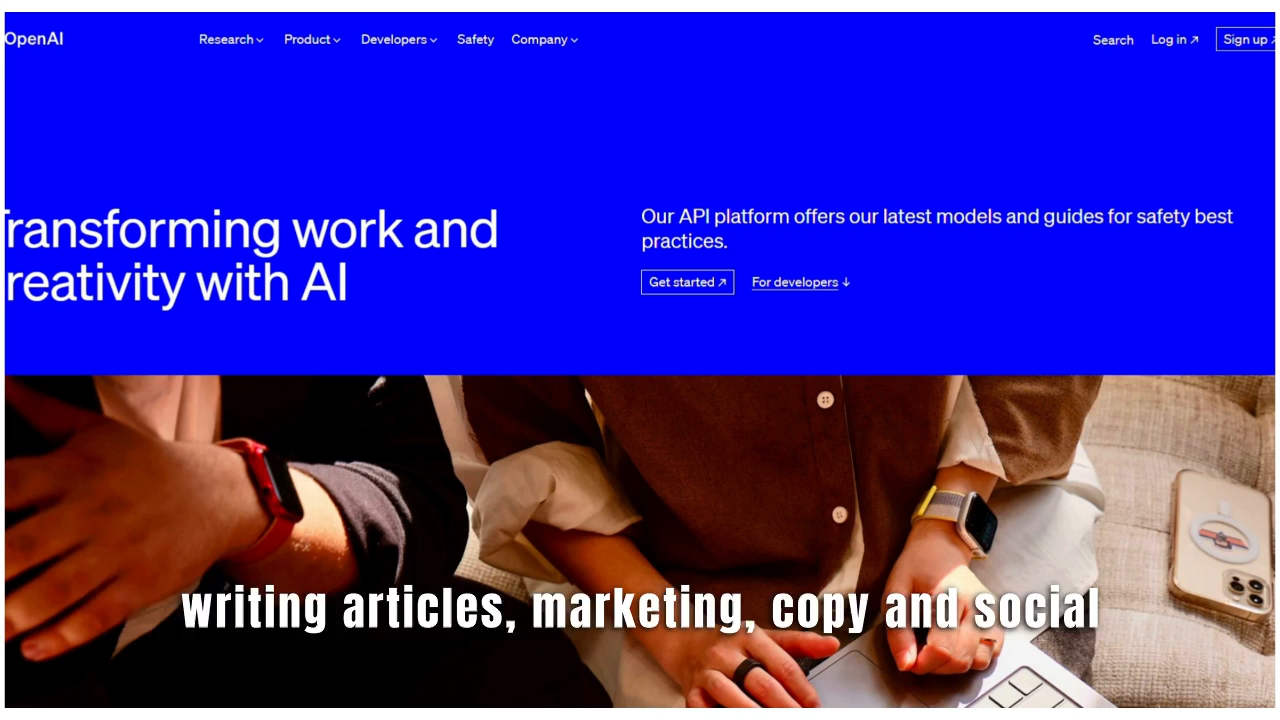 OpenAI
Research
Product
Developers
Safety
Company
Search
Log in ↗
Sign up ↗
ransforming work and
reativity with AI
Our API platform offers our latest models and guides for safety best
practices.
Get started ↗
For developers ↓
writing articles, marketing, copy and social